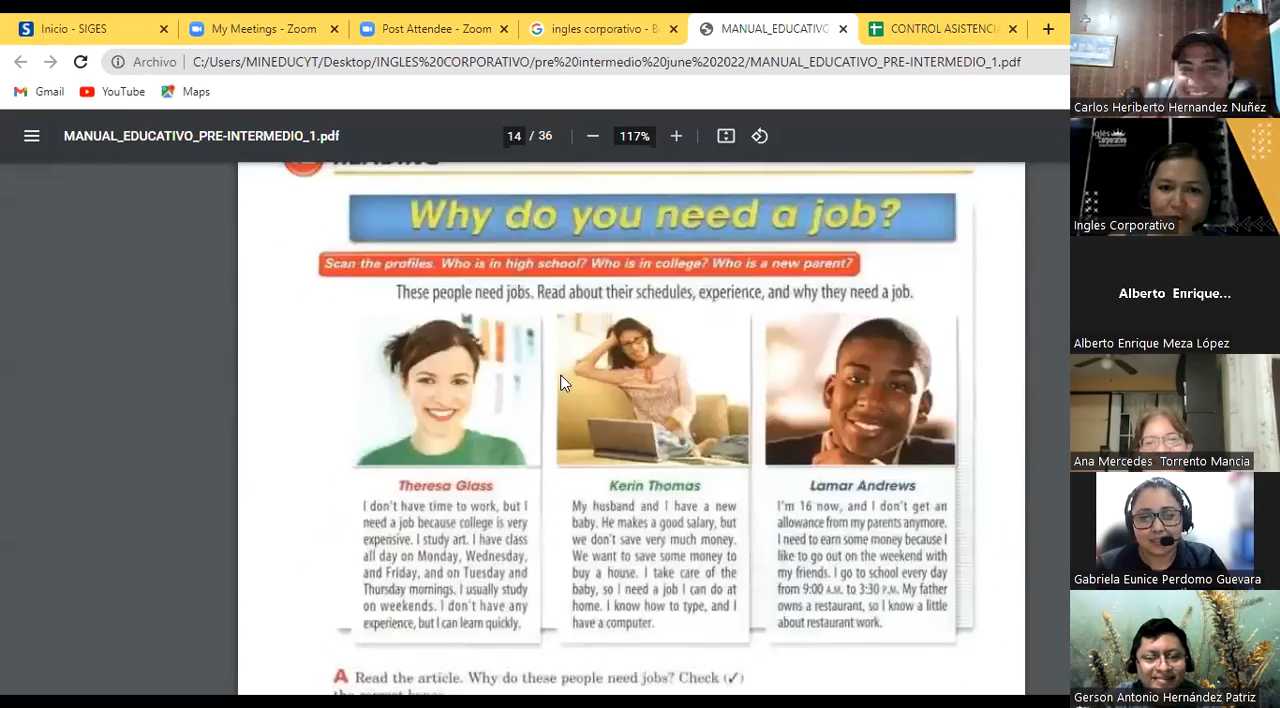 Inicio - SIGES
My Meetings - Zoom
Post Attendee - Zoom
ingles corporativo - B
MANUAL_EDUCATIVO
CONTROL ASISTENCIA
Archivo
C:/Users/MINEDUCYT/Desktop/INGLES%20CORPORATIVO/pre%20intermedio%20june%202022/MANUAL_EDUCATIVO_PRE-INTERMEDIO_1.pdf
Gmail
YouTube
Maps
MANUAL_EDUCATIVO_PRE-INTERMEDIO_1.pdf
14 / 36
117%
Why do you need a job?
Scan the profiles. Who is in high school? Who is in college? Who is a new parent?
These people need jobs. Read about their schedules, experience, and why they need a job.
Theresa Glass
I don't have time to work, but I
need a job because college is very
expensive. I study art. I have class
all day on Monday, Wednesday,
and Friday, and on Tuesday and
Thursday mornings. I usually study
on weekends. I don't have any
experience, but I can learn quickly.
Kerin Thomas
My husband and I have a new
baby. He makes a good salary, but
we don't save very much money.
We want to save some money to
buy a house. I take care of the
baby, so I need a job I can do at
home. I know how to type, and I
have a computer.
Lamar Andrews
I'm 16 now, and I don't get an
allowance from my parents anymore.
I need to earn some money because I
like to go out on the weekend with
my friends. I go to school every day
from 9:00 A.M. to 3:30 P.M. My father
owns a restaurant, so I know a little
about restaurant work.
A Read the article. Why do these people need jobs? Check (✓)
Carlos Heriberto Hernandez Nuñez
Ingles Corporativo
Alberto Enrique...
Alberto Enrique Meza López
Ana Mercedes Torrento Mancia
Gabriela Eunice Perdomo Guevara
Gerson Antonio Hernández Patriz